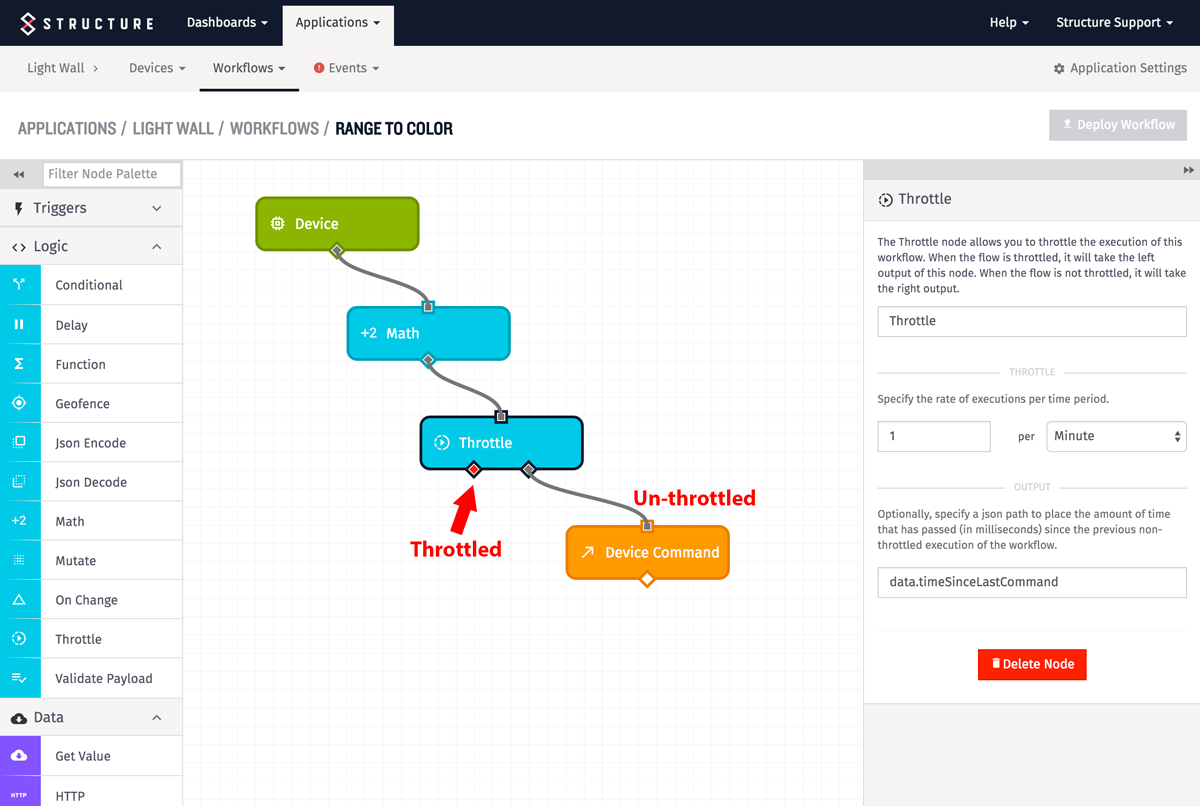 STRUCTURE
Dashboards
Applications
Help
Structure Support
Light Wall
Devices
Workflows
Events
Application Settings
APPLICATIONS / LIGHT WALL / WORKFLOWS / RANGE TO COLOR
Deploy Workflow
Filter Node Palette
Triggers
Logic
Conditional
Delay
Function
Geofence
Json Encode
Json Decode
+2 Math
Mutate
On Change
Throttle
Validate Payload
Data
Get Value
HTTP HTTP
Device
+2 Math
Throttle
Throttled
Un-throttled
Device Command
Throttle
The Throttle node allows you to throttle the execution of this
workflow. When the flow is throttled, it will take the left
output of this node. When the flow is not throttled, it will take
the right output.
Throttle
THROTTLE
Specify the rate of executions per time period.
1 per Minute
OUTPUT
Optionally, specify a json path to place the amount of time
that has passed (in milliseconds) since the previous non-
throttled execution of the workflow.
data.timeSinceLastCommand
Delete Node